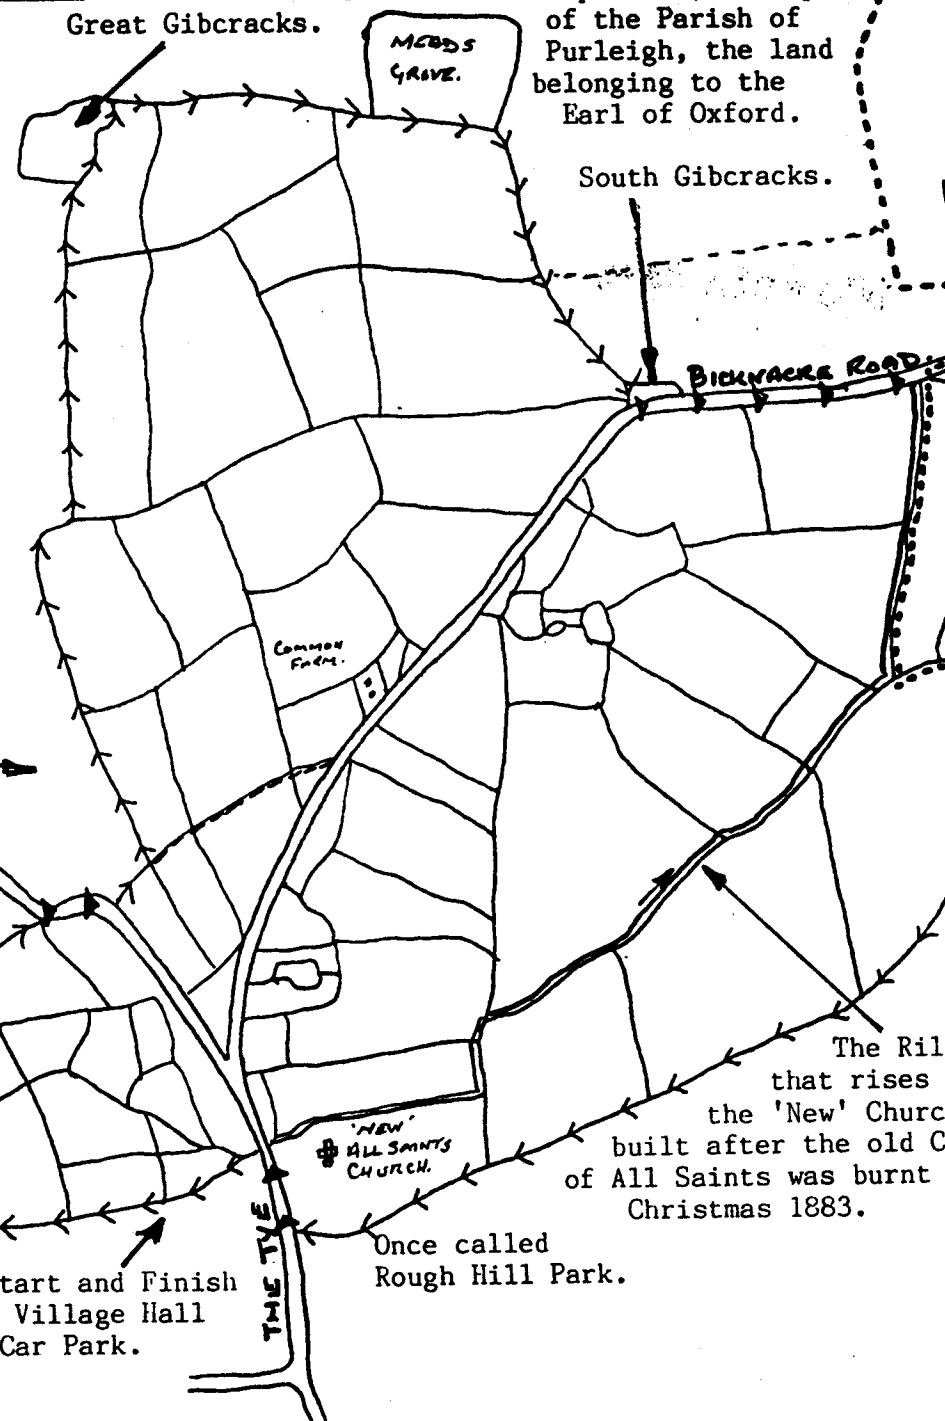 Great Gibcracks.
MEADS
GROVE.
of the Parish of
Purleigh, the land
belonging to the
Earl of Oxford.
South Gibcracks.
BICKNACRE ROAD
COMMON
FARM.
The Ril
that rises
the 'New' Churc
built after the old C
of All Saints was burnt
Christmas 1883.
'NEW'
ALL SAINTS
CHURCH.
THE TYE
Once called
Rough Hill Park.
tart and Finish
Village Hall
Car Park.